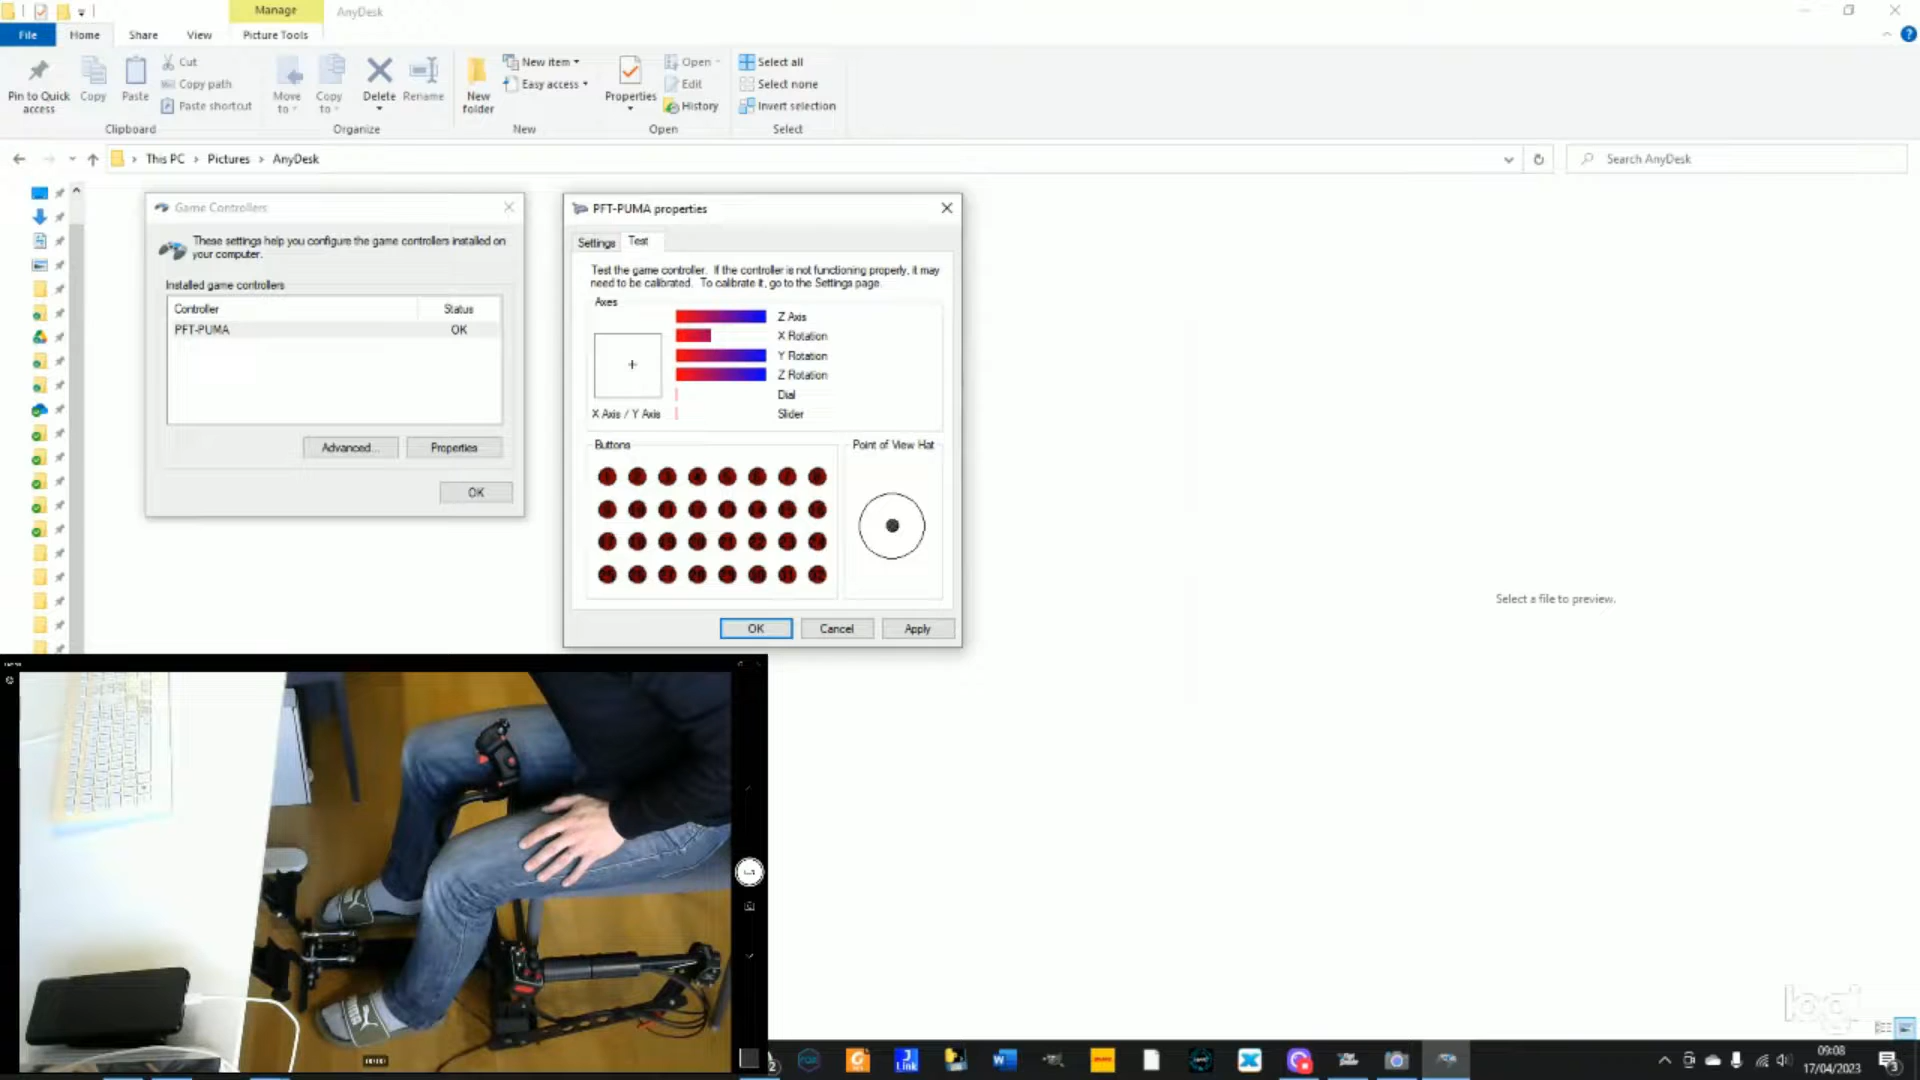 Manage
AnyDesk
File
Home
Share
View
Picture Tools
Pin to Quick access
Copy
Paste
Cut
Copy path
Paste shortcut
Clipboard
Move to
Copy to
Delete
Rename
Organize
New folder
New item
Easy access
New
Properties
Open
Edit
History
Open
Select all
Select none
Invert selection
Select
This PC > Pictures > AnyDesk
Search AnyDesk
Game Controllers
These settings help you configure the game controllers installed on
your computer.
Installed game controllers
Controller Status
PFT-PUMA OK
Advanced...
Properties
OK
PFT-PUMA properties
Settings
Test
Test the game controller. If the controller is not functioning properly, it may
need to be calibrated. To calibrate it, go to the Settings page.
Axes
Z Axis
X Rotation
Y Rotation
Z Rotation
Dial
Slider
X Axis / Y Axis
Buttons
Point of View Hat
OK
Cancel
Apply
Select a file to preview.
logi
PUMA
00:00
J
Link
09:08
17/04/2023
3